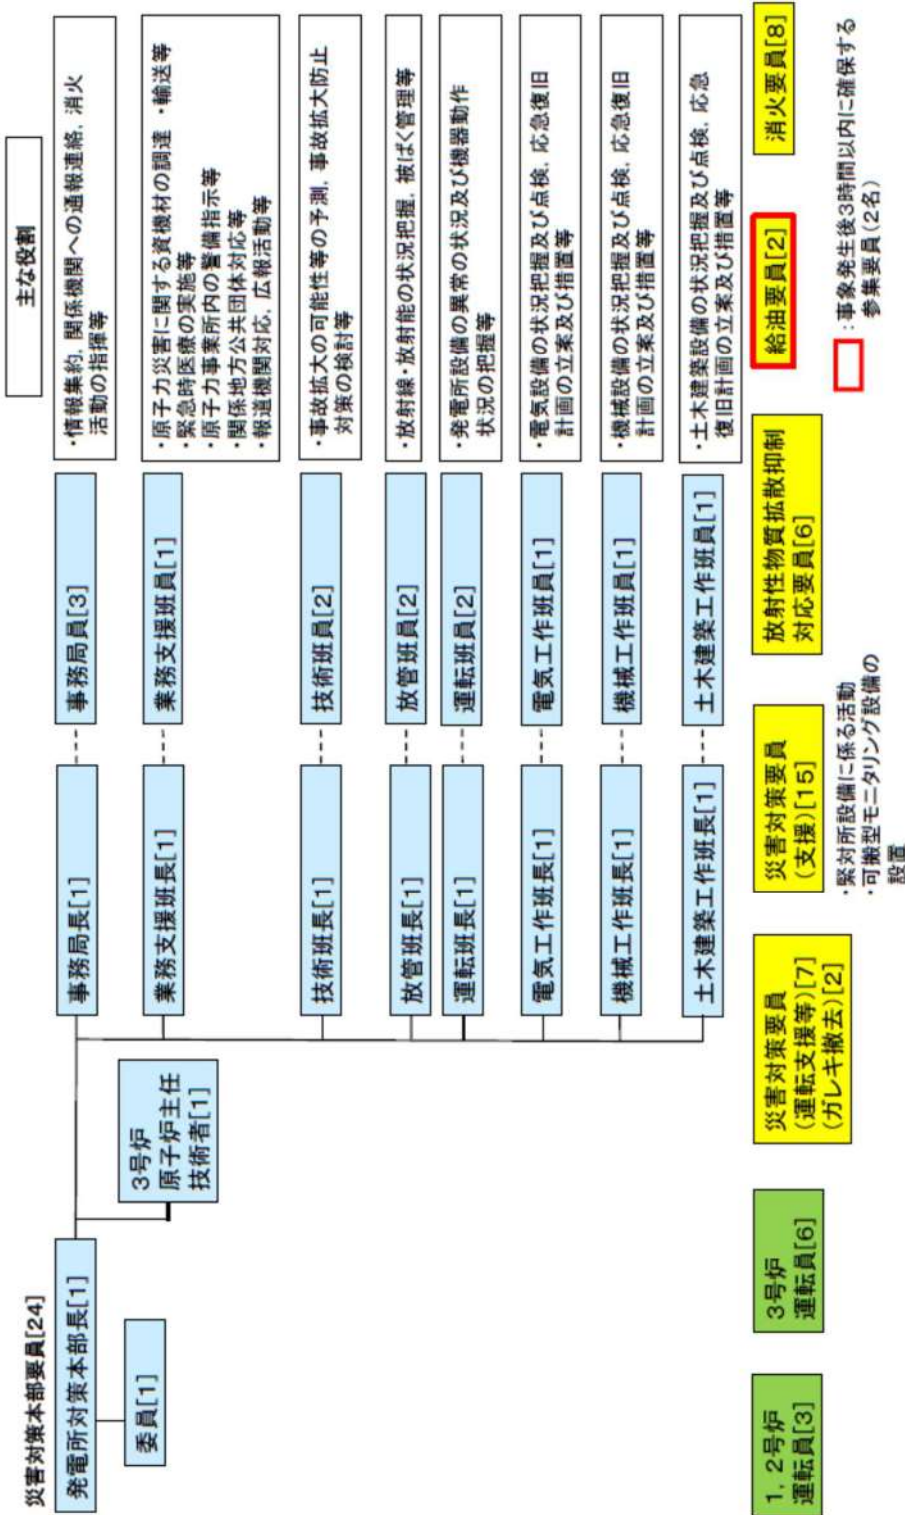 災害対策本部要員[24]
発電所対策本部長[1]
委員[1]
3号炉
原子炉主任
技術者[1]
主な役割
事務局長[1]
事務局員[3]
・情報集約，関係機関への通報連絡，消火
活動の指揮等
業務支援班長[1]
業務支援班員[1]
・原子力災害に関する資機材の調達・輸送等
・緊急時医療の実施等
・原子力事業所内の警備指示等
・関係地方公共団体対応等
・報道機関対応，広報活動等
技術班長[1]
技術班員[2]
・事故拡大の可能性等の予測，事故拡大防止
対策の検討等
放管班長[1]
放管班員[2]
・放射線・放射能の状況把握，被ばく管理等
運転班長[1]
運転班員[2]
・発電所設備の異常の状況及び機器動作
状況の把握等
電気工作班長[1]
電気工作班員[1]
・電気設備の状況把握及び点検，応急復旧
計画の立案及び措置等
機械工作班長[1]
機械工作班員[1]
・機械設備の状況把握及び点検，応急復旧
計画の立案及び措置等
土木建築工作班長[1]
土木建築工作班員[1]
・土木建築設備の状況把握及び点検，応急
復旧計画の立案及び措置等
1，2号炉
運転員[3]
3号炉
運転員[6]
災害対策要員
(運転支援等)[7]
(ガレキ撤去)[2]
災害対策要員
(支援)[15]
・緊対所設備に係る活動
・可搬型モニタリング設備の
設置
放射性物質拡散抑制
対応要員[6]
給油要員[2]
消火要員[8]
：事象発生後3時間以内に確保する
参集要員(2名)